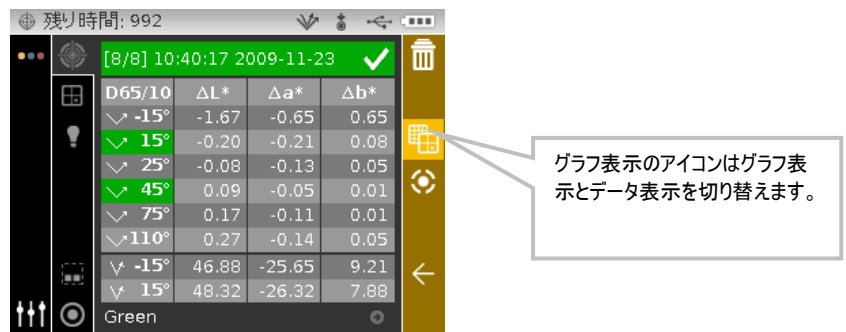 残り時間: 992
[8/8] 10:40:17 2009-11-23
D65/10 ΔL* Δa* Δb*
-15° -1.67 -0.65 0.65
15° -0.20 -0.21 0.08
25° -0.08 -0.13 0.05
45° 0.09 -0.05 0.01
75° 0.17 -0.11 0.01
110° 0.27 -0.14 0.05
-15° 46.88 -25.65 9.21
15° 48.32 -26.32 7.88
Green
グラフ表示のアイコンはグラフ表
示とデータ表示を切り替えます。